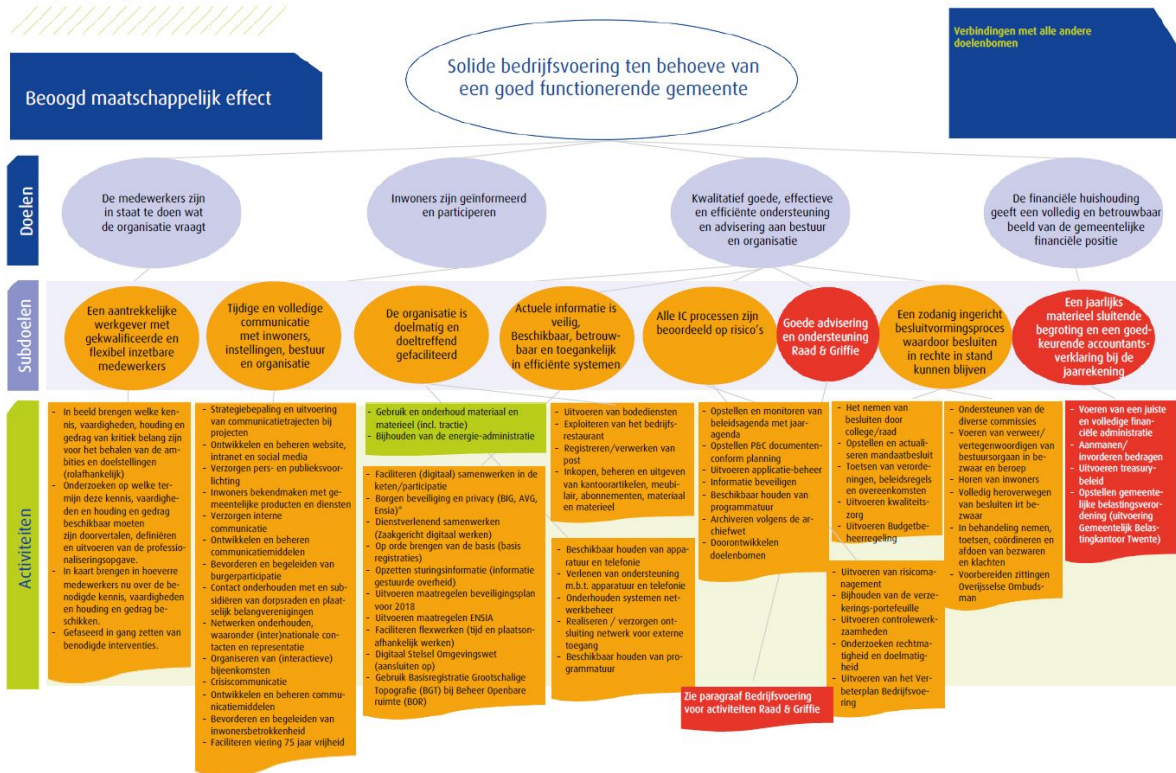 Beoogd maatschappelijk effect
Solide bedrijfsvoering ten behoeve van
een goed functionerende gemeente
Verbindingen met alle andere
doelenbomen
Doelen
De medewerkers zijn
in staat te doen wat
de organisatie vraagt
Inwoners zijn geïnformeerd
en participeren
Kwalitatief goede, effectieve
en efficiënte ondersteuning
en advisering aan bestuur
en organisatie
De financiële huishouding
geeft een volledig en betrouwbaar
beeld van de gemeentelijke
financiële positie
Subdoelen
Een aantrekkelijke
werkgever met
gekwalificeerde en
flexibel inzetbare
medewerkers
Tijdige en volledige
communicatie
met inwoners,
instellingen, bestuur
en organisatie
De organisatie is
doelmatig en
doeltreffend
gefaciliteerd
Actuele informatie is
veilig,
Beschikbaar, betrouw-
baar en toegankelijk
in efficiënte systemen
Alle IC processen zijn
beoordeeld op risico's
Goede advisering
en ondersteuning
Raad & Griffie
Een zodanig ingericht
besluitvormingsproces
waardoor besluiten
in rechte in stand
kunnen blijven
Een jaarlijks
materieel sluitende
begroting en een goed-
keurende accountants-
verklaring bij de
jaarrekening
Activiteiten
- In beeld brengen welke ken-
nis, vaardigheden, houding en
gedrag van kritiek belang zijn
voor het behalen van de am-
bities en doelstellingen
(rolafhankelijk)
- Onderzoeken op welke ter-
mijn deze kennis, vaardighe-
den en houding en gedrag
beschikbaar moeten
zijn doorvertalen, definiëren
en uitvoeren van de professio-
naliseringsopgave.
- In kaart brengen in hoeverre
medewerkers nu over de be-
nodigde kennis, vaardigheden
en houding en gedrag be-
schikken.
- Gefaseerd in gang zetten van
benodigde interventies.
- Strategiebepaling en uitvoering
van communicatietrajecten bij
projecten
- Ontwikkelen en beheren website,
intranet en social media
- Verzorgen pers- en publieksvoor-
lichting
- Inwoners bekendmaken met ge-
meentelijke producten en diensten
- Verzorgen interne
communicatie
- Ontwikkelen en beheren
communicatiemiddelen
- Bevorderen en begeleiden van
burgerparticipatie
- Contact onderhouden met en sub-
sidiëren van dorpsraden en plaat-
selijk belangverenigingen
- Netwerken onderhouden,
waaronder (inter)nationale con-
tacten en representatie
- Organiseren van (interactieve)
bijeenkomsten
- Crisiscommunicatie
- Ontwikkelen en beheren commu-
nicatiemiddelen
- Bevorderen en begeleiden van
inwonersbetrokkenheid
- Faciliteren viering 75 jaar vrijheid
- Gebruik en onderhoud materiaal en
materieel (incl. tractie)
- Bijhouden van de energie-administratie
- Faciliteren (digitaal) samenwerken in de
keten/participatie
- Borgen beveiliging en privacy (BIG, AVG,
Ensia)*
- Dienstverlenend samenwerken
(Zaakgericht digitaal werken)
- Op orde brengen van de basis (basis
registraties)
- Opzetten sturingsinformatie (informatie
gestuurde overheid)
- Uitvoeren maatregelen beveiligingsplan
voor 2018
- Uitvoeren maatregelen ENSIA
- Faciliteren flexwerken (tijd en plaatson-
afhankelijk werken)
- Digitaal Stelsel Omgevingswet
(aansluiten op)
- Gebruik Basisregistratie Grootschalige
Topografie (BGT) bij Beheer Openbare
ruimte (BOR)
- Uitvoeren van bodediensten
- Exploiteren van het bedrijfs-
restaurant
- Registreren/verwerken van
post
- Inkopen, beheren en uitgeven
van kantoorartikelen, meubi-
lair, abonnementen, materiaal
en materieel
- Beschikbaar houden van appa-
ratuur en telefonie
- Verlenen van ondersteuning
m.b.t. apparatuur en telefonie
- Onderhouden systemen net-
werkbeheer
- Realiseren / verzorgen ont-
sluiting netwerk voor externe
toegang
- Beschikbaar houden van pro-
grammatuur
- Opstellen en monitoren van
beleidsagenda met jaar-
agenda
- Opstellen P&C documenten-
conform planning
- Uitvoeren applicatie-beheer
- Informatie beveiligen
- Beschikbaar houden van
programmatuur
- Archiveren volgens de ar-
chiefwet
- Doorontwikkelen
doelenbomen
Zie paragraaf Bedrijfsvoering
voor activiteiten Raad & Griffie
- Het nemen van
besluiten door
college/raad
- Opstellen en actuali-
seren mandaatbesluit
- Toetsen van verorde-
ningen, beleidsregels
en overeenkomsten
- Uitvoeren kwaliteits-
zorg
- Uitvoeren Budgetbe-
heerregeling
- Uitvoeren van risicoma-
nagement
- Bijhouden van de verze-
kerings-portefeuille
- Uitvoeren controlewerk-
zaamheden
- Onderzoeken rechtma-
tigheid en doelmatig-
heid
- Uitvoeren van het Ver-
beterplan Bedrijfsvoe-
ring
- Ondersteunen van de
diverse commissies
- Voeren van verweer/
vertegenwoordigen van
bestuursorgaan in be-
zwaar en beroep
- Horen van inwoners
- Volledig heroverwegen
van besluiten in be-
zwaar
- In behandeling nemen,
toetsen, coördineren en
afdoen van bezwaren
en klachten
- Voorbereiden zittingen
Overijsselse Ombuds-
man
- Voeren van een juiste
en volledige finan-
ciële administratie
- Aanmanen/
invorderen bedragen
- Uitvoeren treasury-
beleid
- Opstellen gemeente-
lijke belastingsveror-
dening (uitvoering
Gemeentelijk Belas-
tingkantoor Twente)